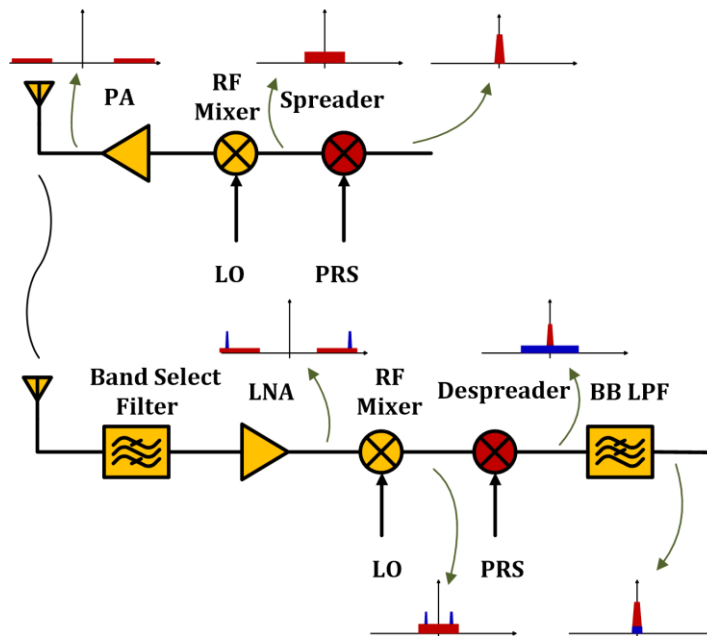 PA
RF
Mixer
Spreader
LO
PRS
Band Select
Filter
LNA
RF
Mixer
Despreader
BB LPF
LO
PRS